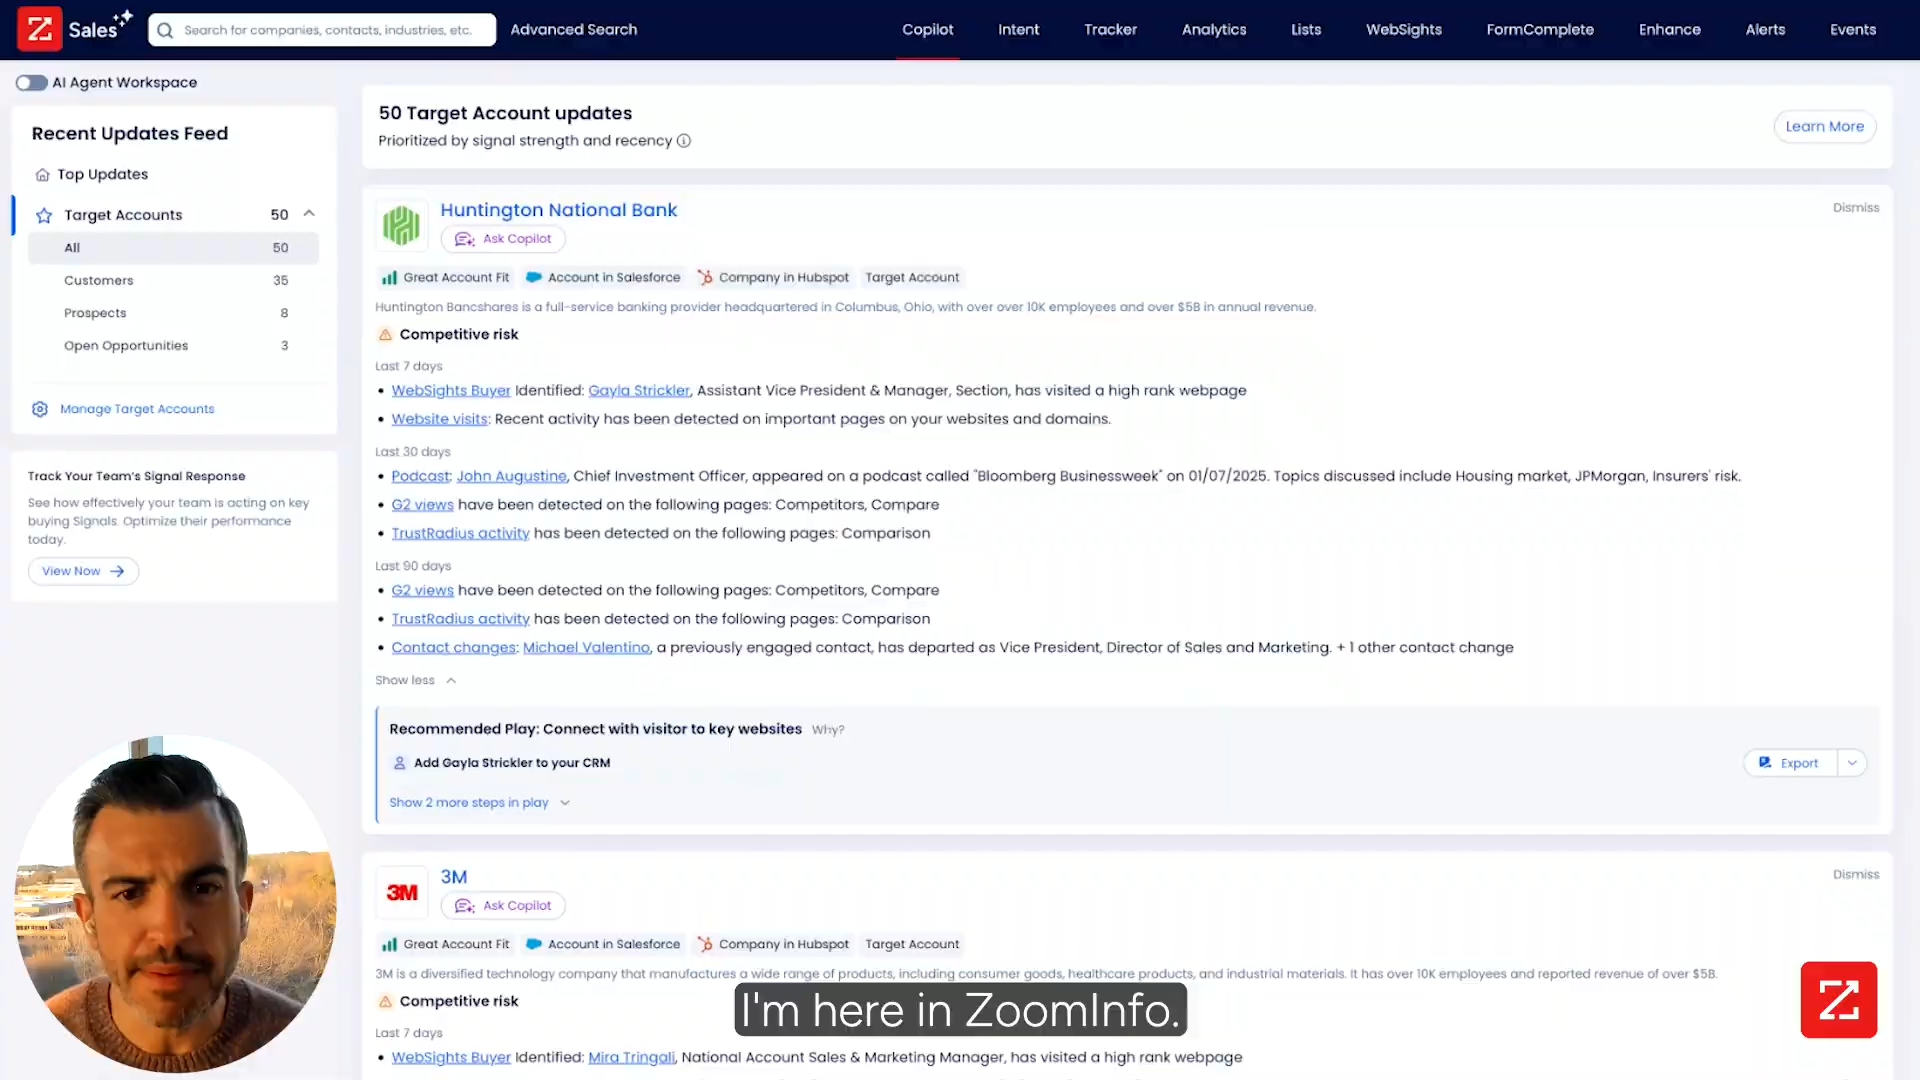 Sales
Search for companies, contacts, industries, etc.
Advanced Search
Copilot
Intent
Tracker
Analytics
Lists
WebSights
FormComplete
Enhance
Alerts
Events
AI Agent Workspace
Recent Updates Feed
Top Updates
Target Accounts 50
All 50
Customers 35
Prospects 8
Open Opportunities 3
Manage Target Accounts
Track Your Team's Signal Response
See how effectively your team is acting on key
buying Signals. Optimize their performance
today.
View Now
50 Target Account updates
Prioritized by signal strength and recency
Learn More
Huntington National Bank
Dismiss
Ask Copilot
Great Account Fit Account in Salesforce Company in Hubspot Target Account
Huntington Bancshares is a full-service banking provider headquartered in Columbus, Ohio, with over over 10K employees and over $5B in annual revenue.
Competitive risk
Last 7 days
• WebSights Buyer Identified: Gayla Strickler, Assistant Vice President & Manager, Section, has visited a high rank webpage
• Website visits: Recent activity has been detected on important pages on your websites and domains.
Last 30 days
• Podcast: John Augustine, Chief Investment Officer, appeared on a podcast called "Bloomberg Businessweek" on 01/07/2025. Topics discussed include Housing market, JPMorgan, Insurers' risk.
• G2 views have been detected on the following pages: Competitors, Compare
• TrustRadius activity has been detected on the following pages: Comparison
Last 90 days
• G2 views have been detected on the following pages: Competitors, Compare
• TrustRadius activity has been detected on the following pages: Comparison
• Contact changes: Michael Valentino, a previously engaged contact, has departed as Vice President, Director of Sales and Marketing. + 1 other contact change
Show less
Recommended Play: Connect with visitor to key websites Why?
Add Gayla Strickler to your CRM
Export
Show 2 more steps in play
3M
3M
Dismiss
Ask Copilot
Great Account Fit Account in Salesforce Company in Hubspot Target Account
3M is a diversified technology company that manufactures a wide range of products, including consumer goods, healthcare products, and industrial materials. It has over 10K employees and reported revenue of over $5B.
Competitive risk
I'm here in ZoomInfo.
Last 7 days
• WebSights Buyer Identified: Mira Tringali, National Account Sales & Marketing Manager, has visited a high rank webpage